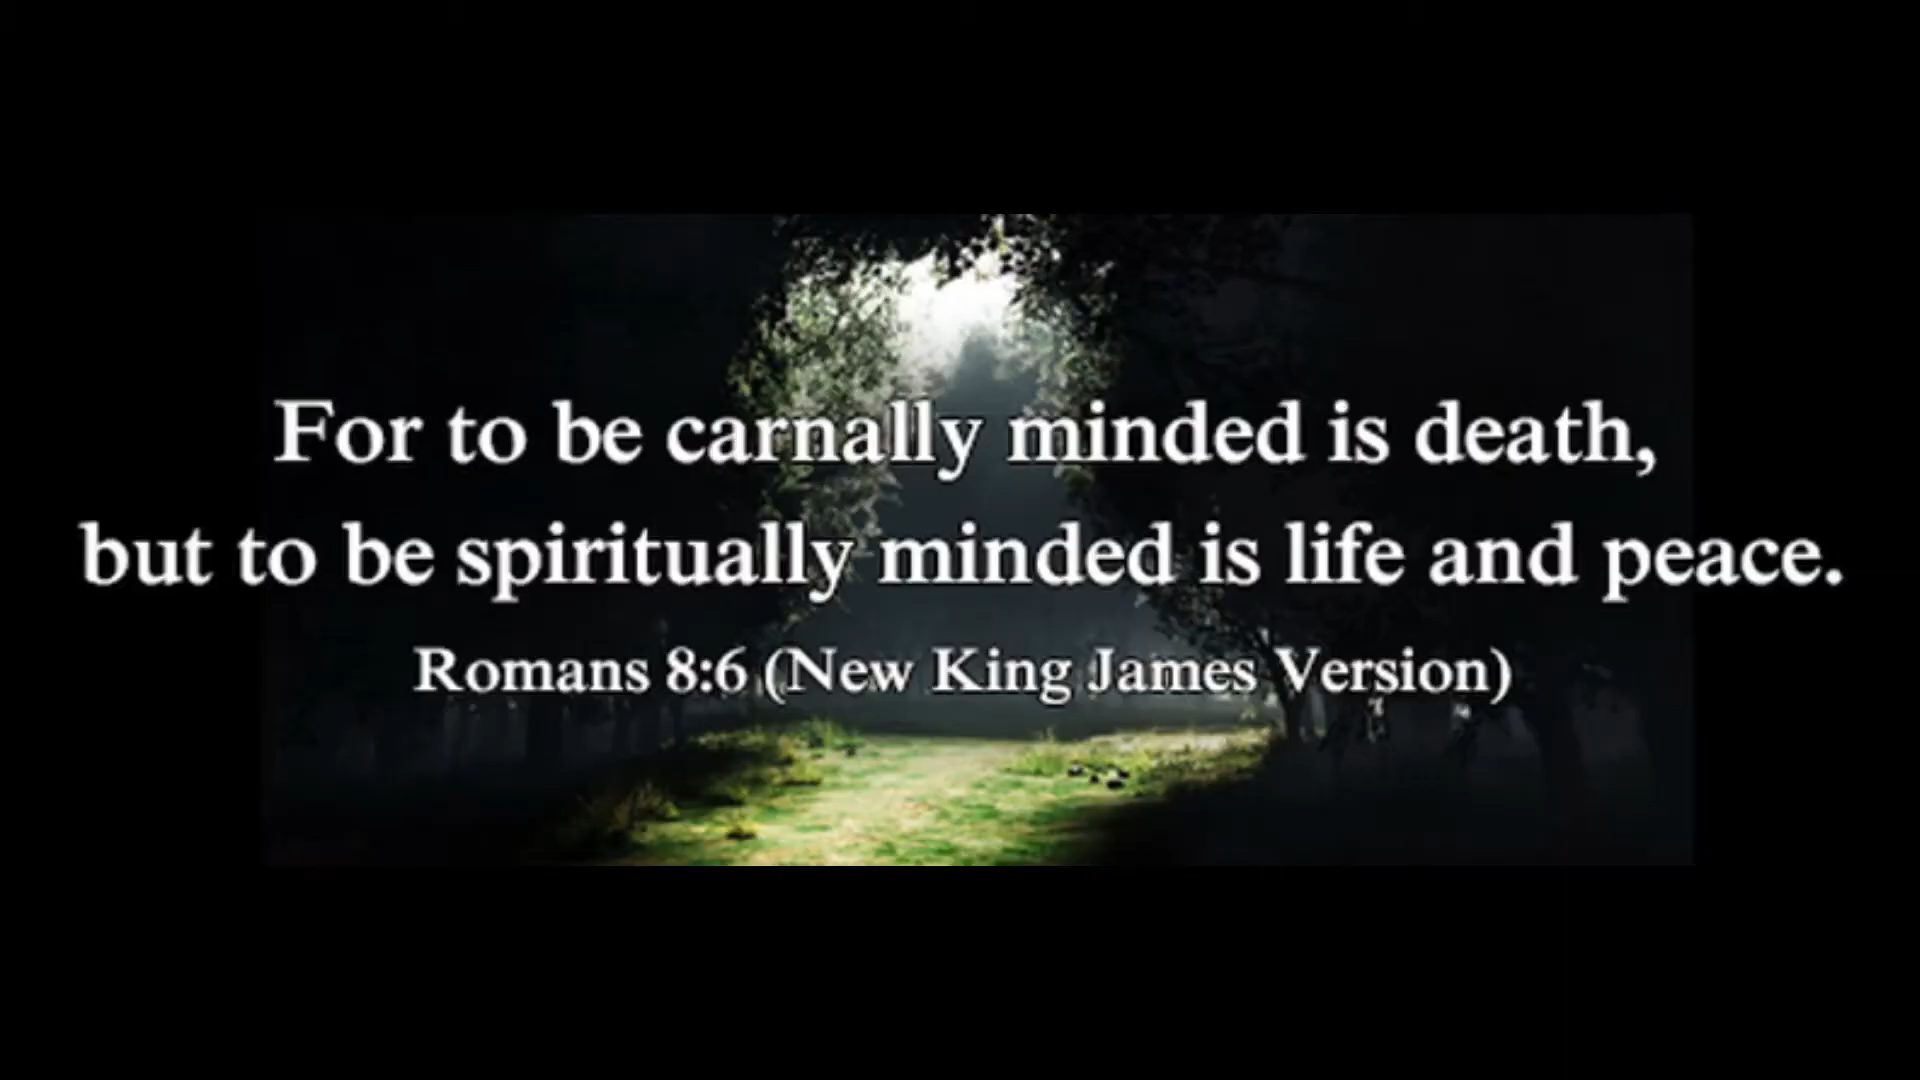 For to be carnally minded is death,
but to be spiritually minded is life and peace.
Romans 8:6 (New King James Version)